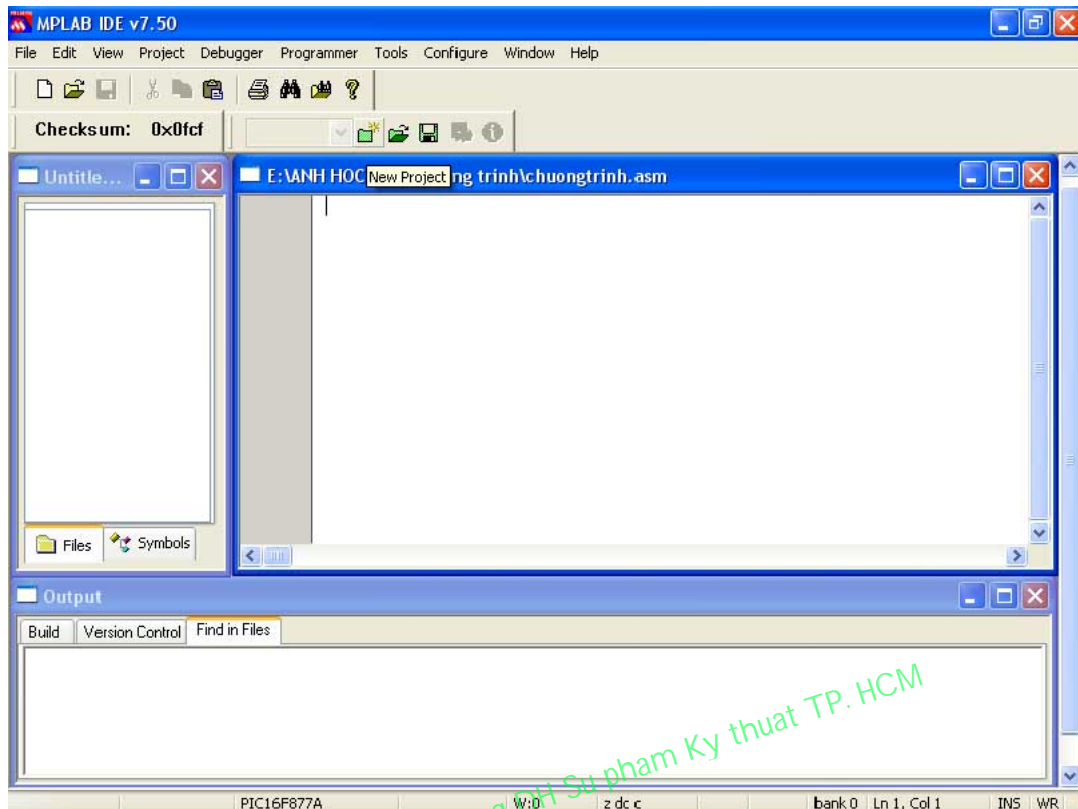 MPLAB IDE v7.50
File Edit View Project Debugger Programmer Tools Configure Window Help
Checksum: 0x0fcf
Untitle...
E:\ANH HOC
New Project
ng trinh\chuongtrinh.asm
Files Symbols
Output
Build Version Control Find in Files
DH Su pham Ky thuat TP. HCM
PIC16F877A W:0 z dc c bank 0 Ln 1, Col 1 INS WR